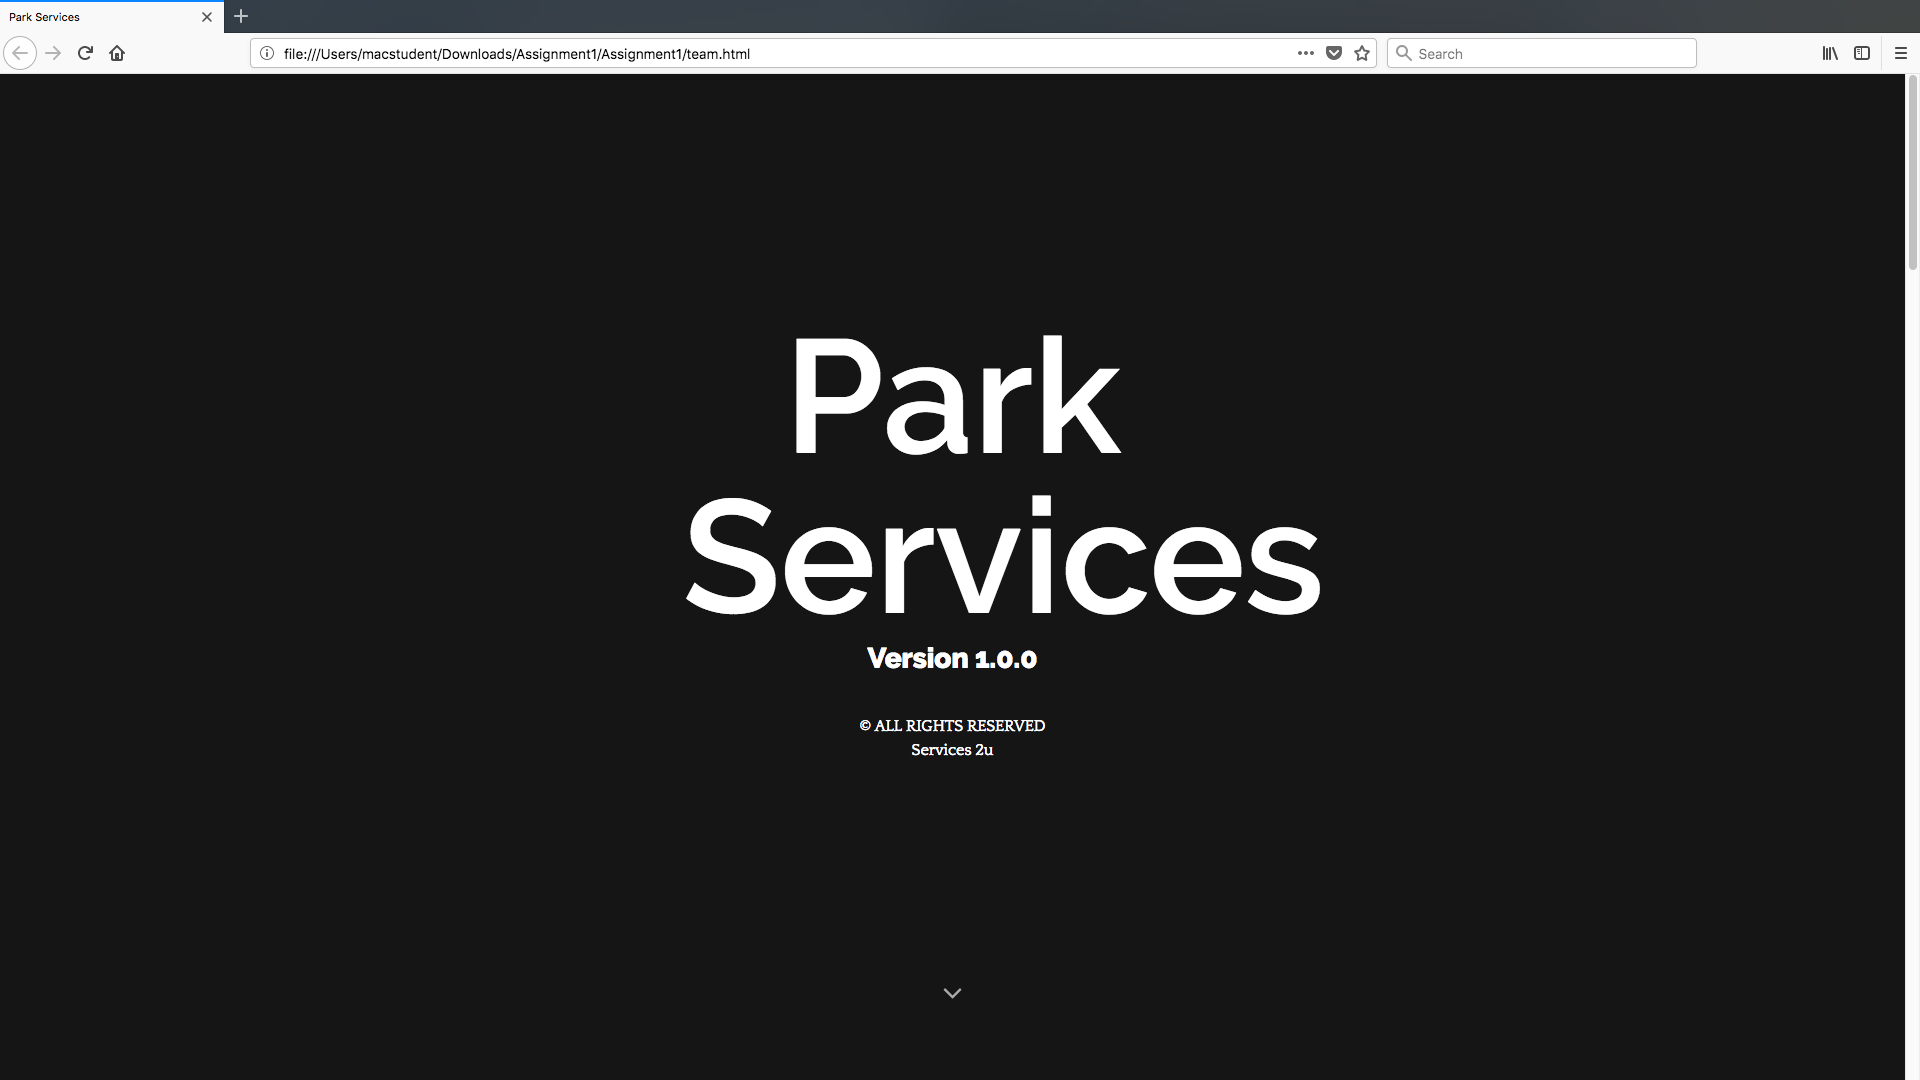 Park Services
file:///Users/macstudent/Downloads/Assignment1/Assignment1/team.html
Search
Park
Services
Version 1.0.0
© ALL RIGHTS RESERVED
Services 2u